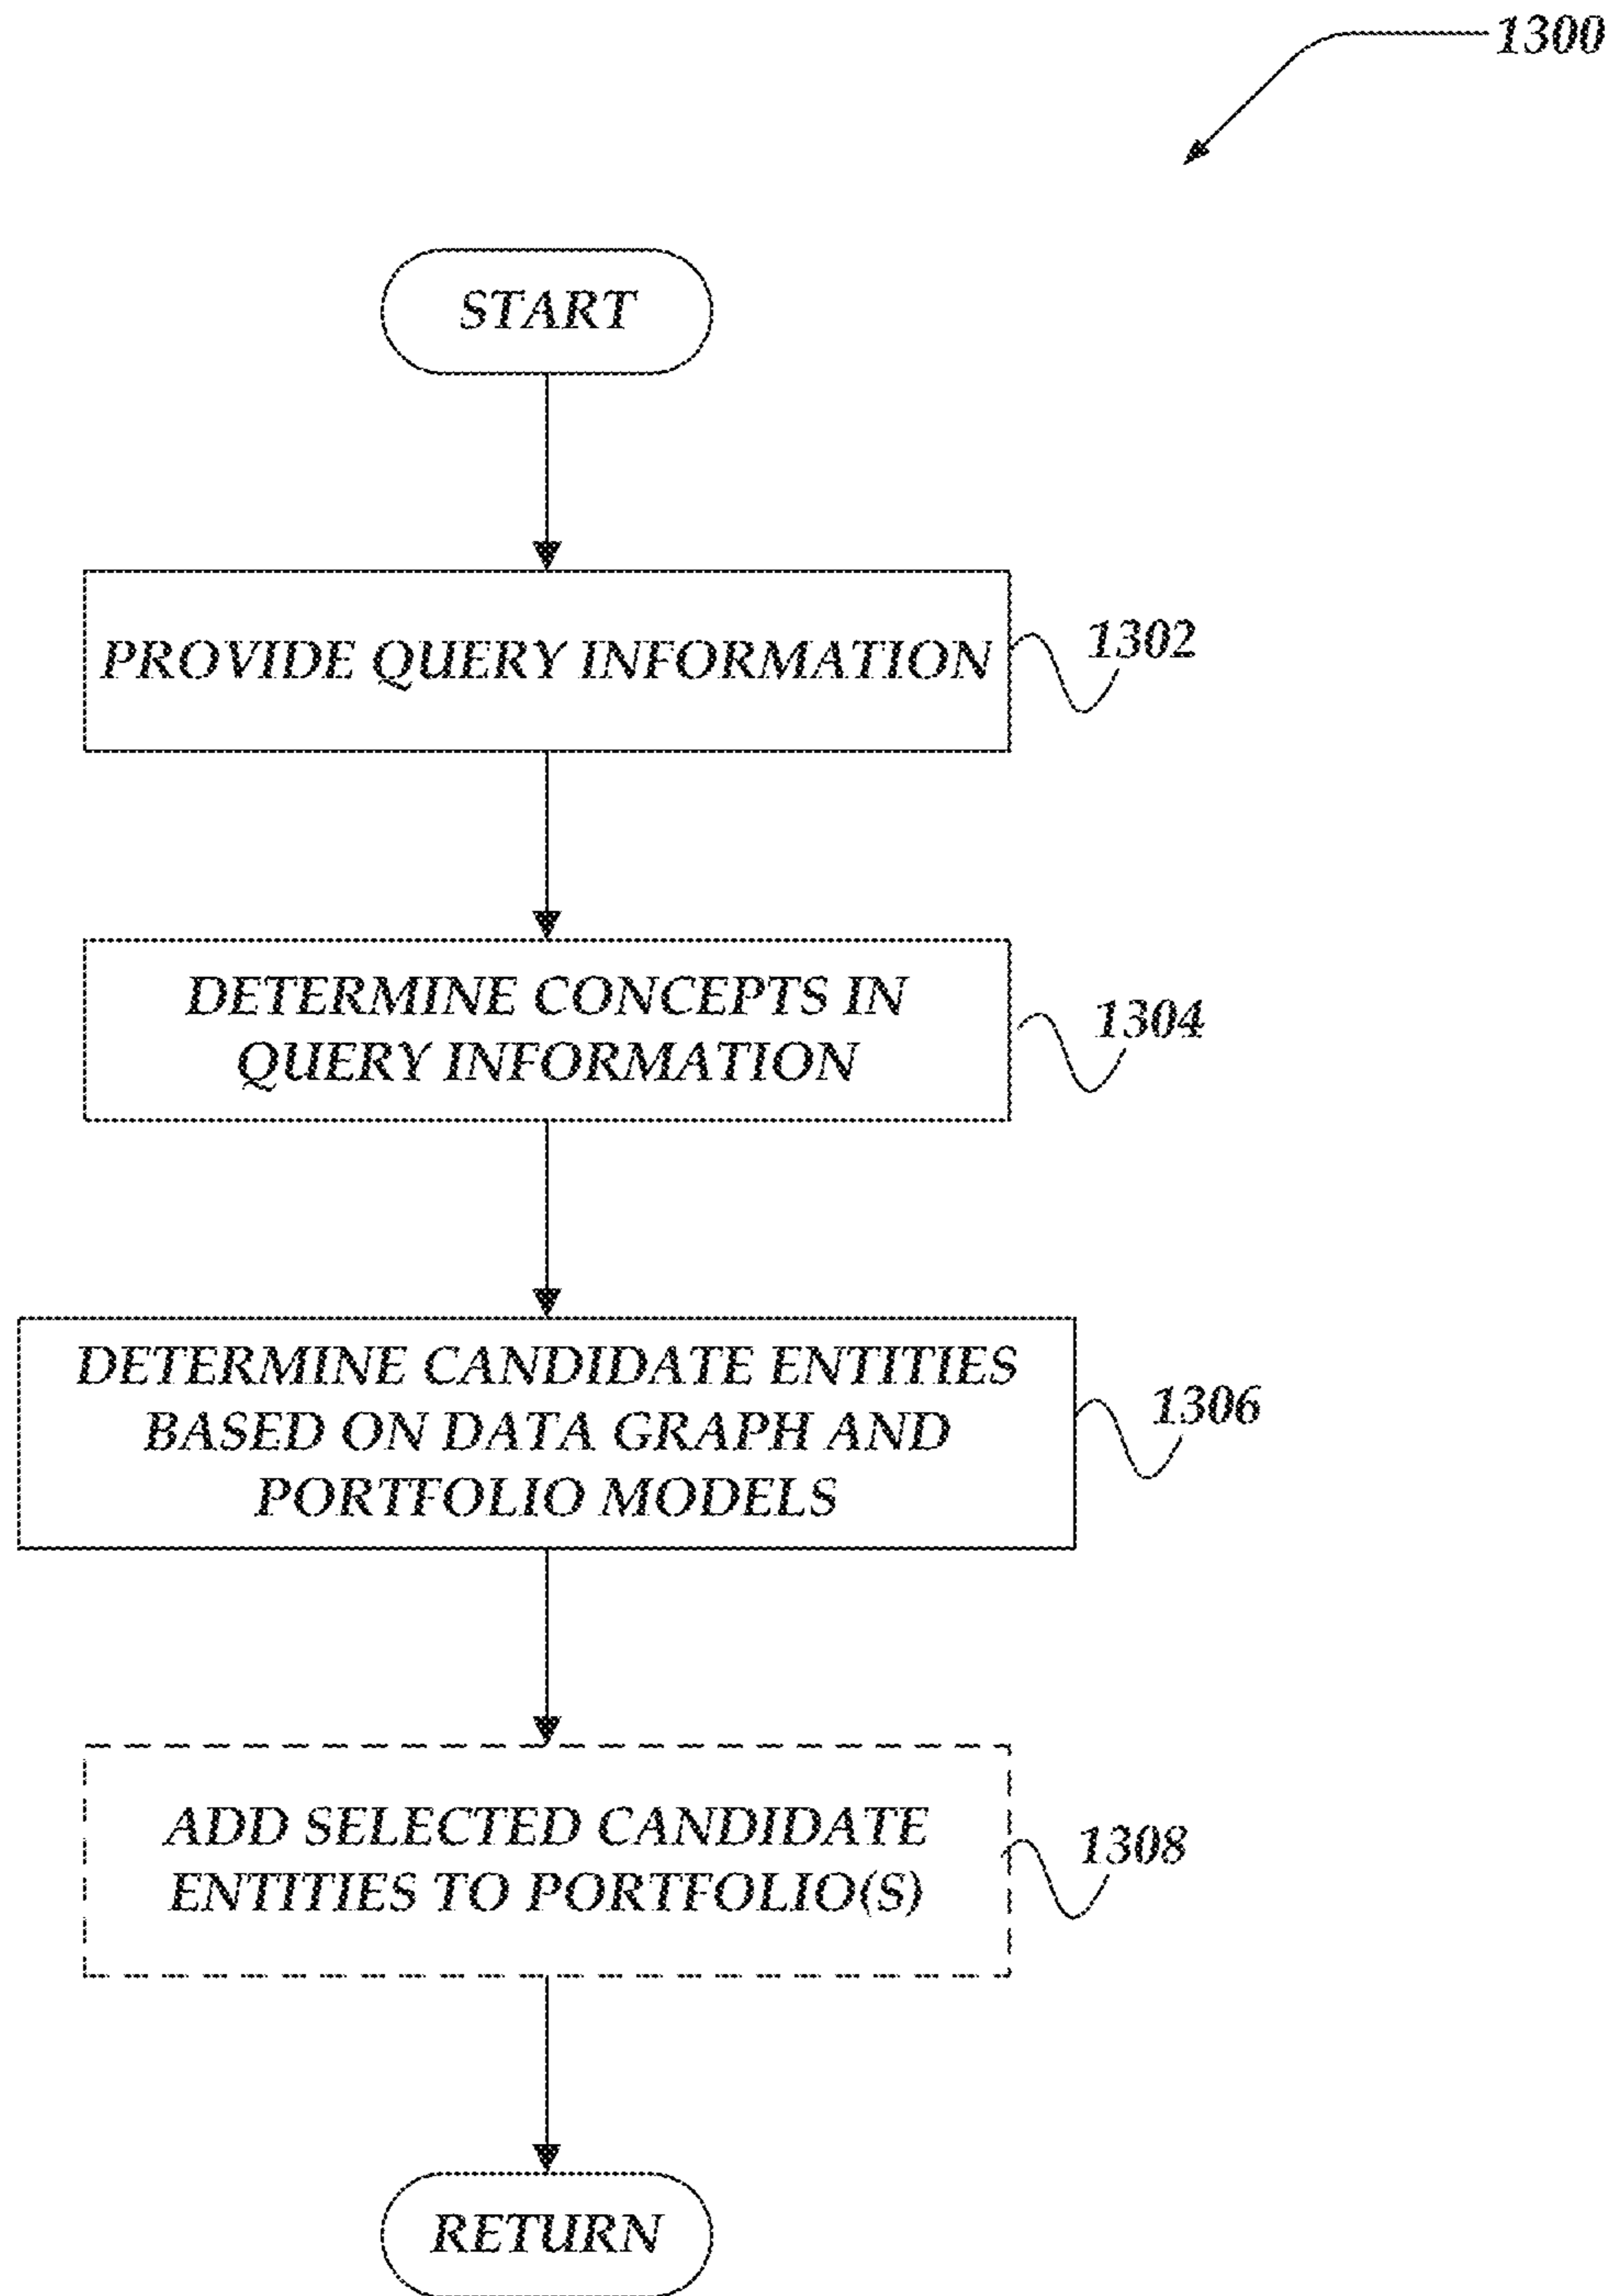 1300
START
PROVIDE QUERY INFORMATION
1302
DETERMINE CONCEPTS IN
QUERY INFORMATION
1304
DETERMINE CANDIDATE ENTITIES
BASED ON DATA GRAPH AND
PORTFOLIO MODELS
1306
ADD SELECTED CANDIDATE
ENTITIES TO PORTFOLIO(S)
1308
RETURN